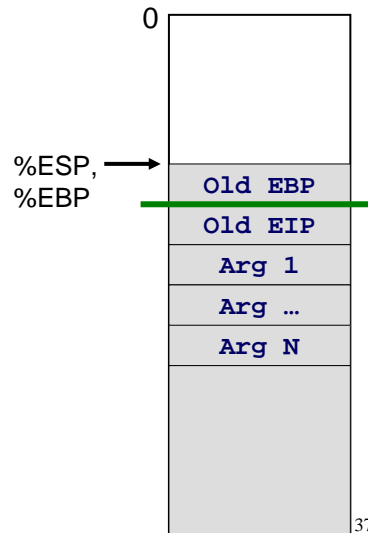 0
%ESP,
%EBP
Old EBP
Old EIP
Arg 1
Arg …
Arg N
37